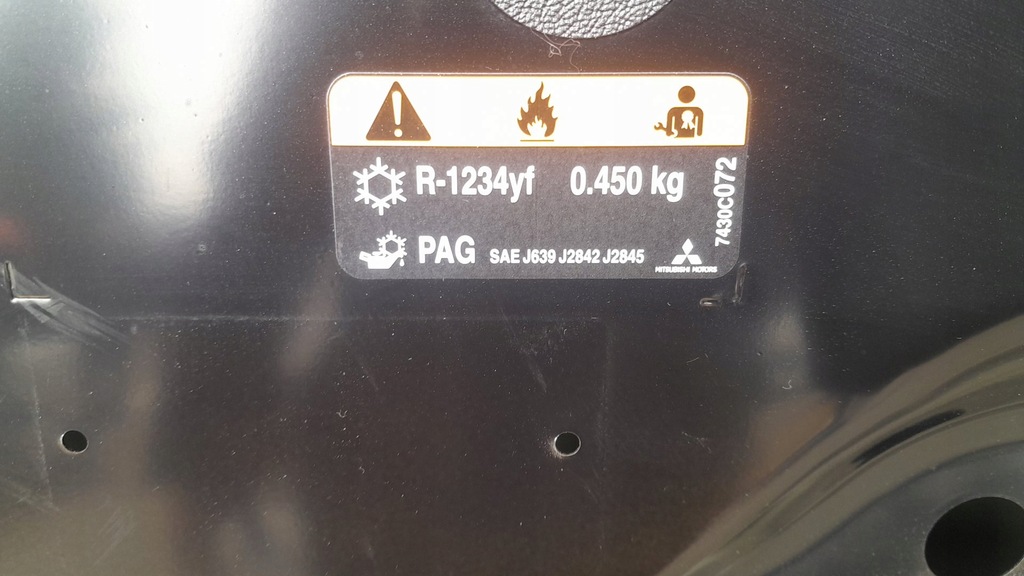 R-1234yf 0.450 kg
PAG SAE J639 J2842 J2845
MITSUBISHI MOTORS
7430C072